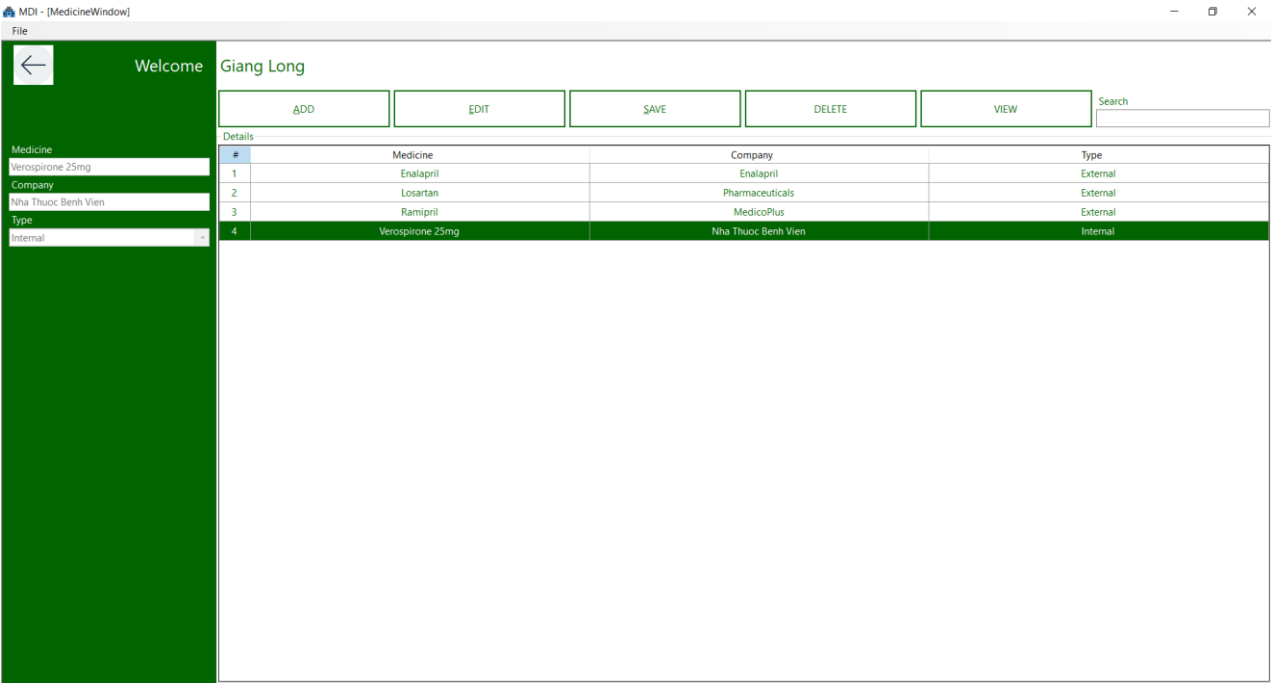 MDI - [MedicineWindow]
File
Welcome Giang Long
ADD EDIT SAVE DELETE VIEW Search
Details
Medicine
Verospirone 25mg
Company
Nha Thuoc Benh Vien
Type
Internal
# Medicine Company Type
1 Enalapril Enalapril External
2 Losartan Pharmaceuticals External
3 Ramipril MedicoPlus External
4 Verospirone 25mg Nha Thuoc Benh Vien Internal